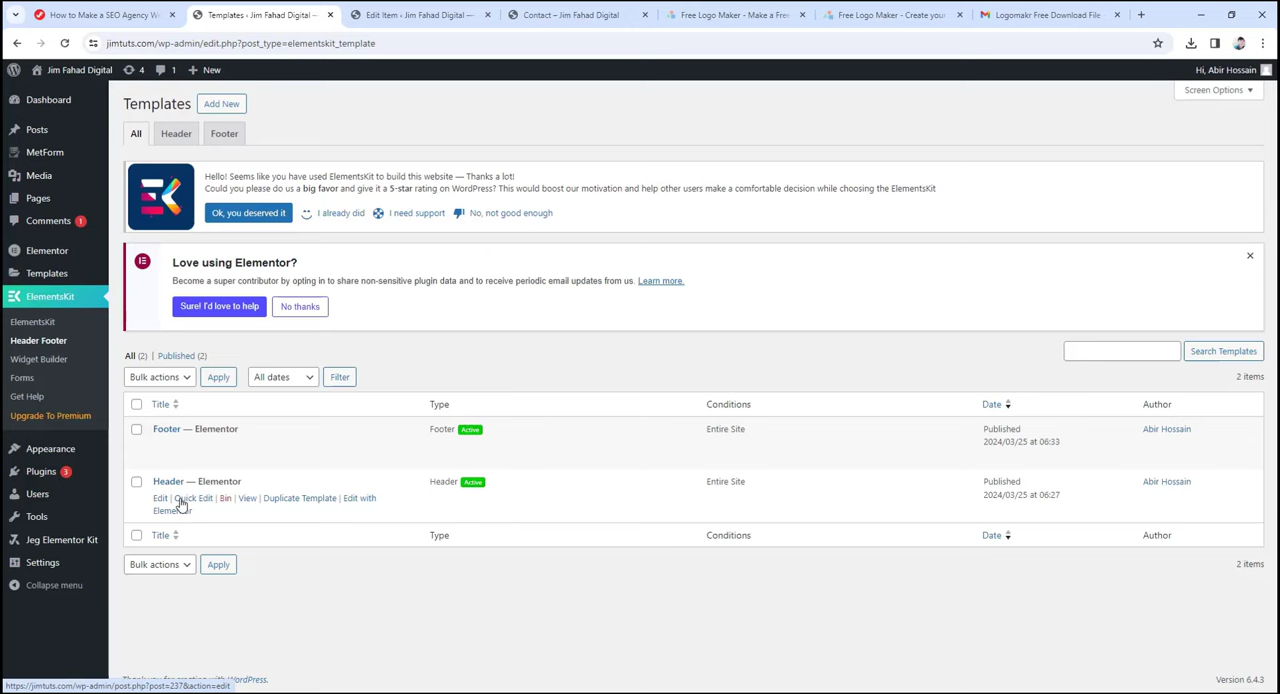 How to Make a SEO Agency W
Templates ‹ Jim Fahad Digital –
Edit Item ‹ Jim Fahad Digital —
Contact – Jim Fahad Digital
Free Logo Maker - Make a Free
Free Logo Maker - Create your
Logomakr Free Download File
jimtuts.com/wp-admin/edit.php?post_type=elementskit_template
Jim Fahad Digital 4 1 New
Hi, Abir Hossain
Screen Options
Dashboard
Posts
MetForm
Media
Pages
Comments 1
Elementor
Templates
ElementsKit
ElementsKit
Header Footer
Widget Builder
Forms
Get Help
Upgrade To Premium
Appearance
Plugins 3
Users
Tools
Jeg Elementor Kit
Settings
Collapse menu
Templates Add New
All Header Footer
Hello! Seems like you have used ElementsKit to build this website — Thanks a lot!
Could you please do us a big favor and give it a 5-star rating on WordPress? This would boost our motivation and help other users make a comfortable decision while choosing the ElementsKit
Ok, you deserved it I already did I need support No, not good enough
Love using Elementor?
Become a super contributor by opting in to share non-sensitive plugin data and to receive periodic email updates from us. Learn more.
Sure! I'd love to help No thanks
All (2) | Published (2)
Search Templates
Bulk actions Apply All dates Filter
2 items
Title Type Conditions Date Author
Footer — Elementor Footer Active Entire Site Published Abir Hossain
2024/03/25 at 06:33
Header — Elementor Header Active Entire Site Published Abir Hossain
Edit | Quick Edit | Bin | View | Duplicate Template | Edit with 2024/03/25 at 06:27
Elementor
Title Type Conditions Date Author
Bulk actions Apply
2 items
Thank you for creating with WordPress.
Version 6.4.3
https://jimtuts.com/wp-admin/post.php?post=237&action=edit